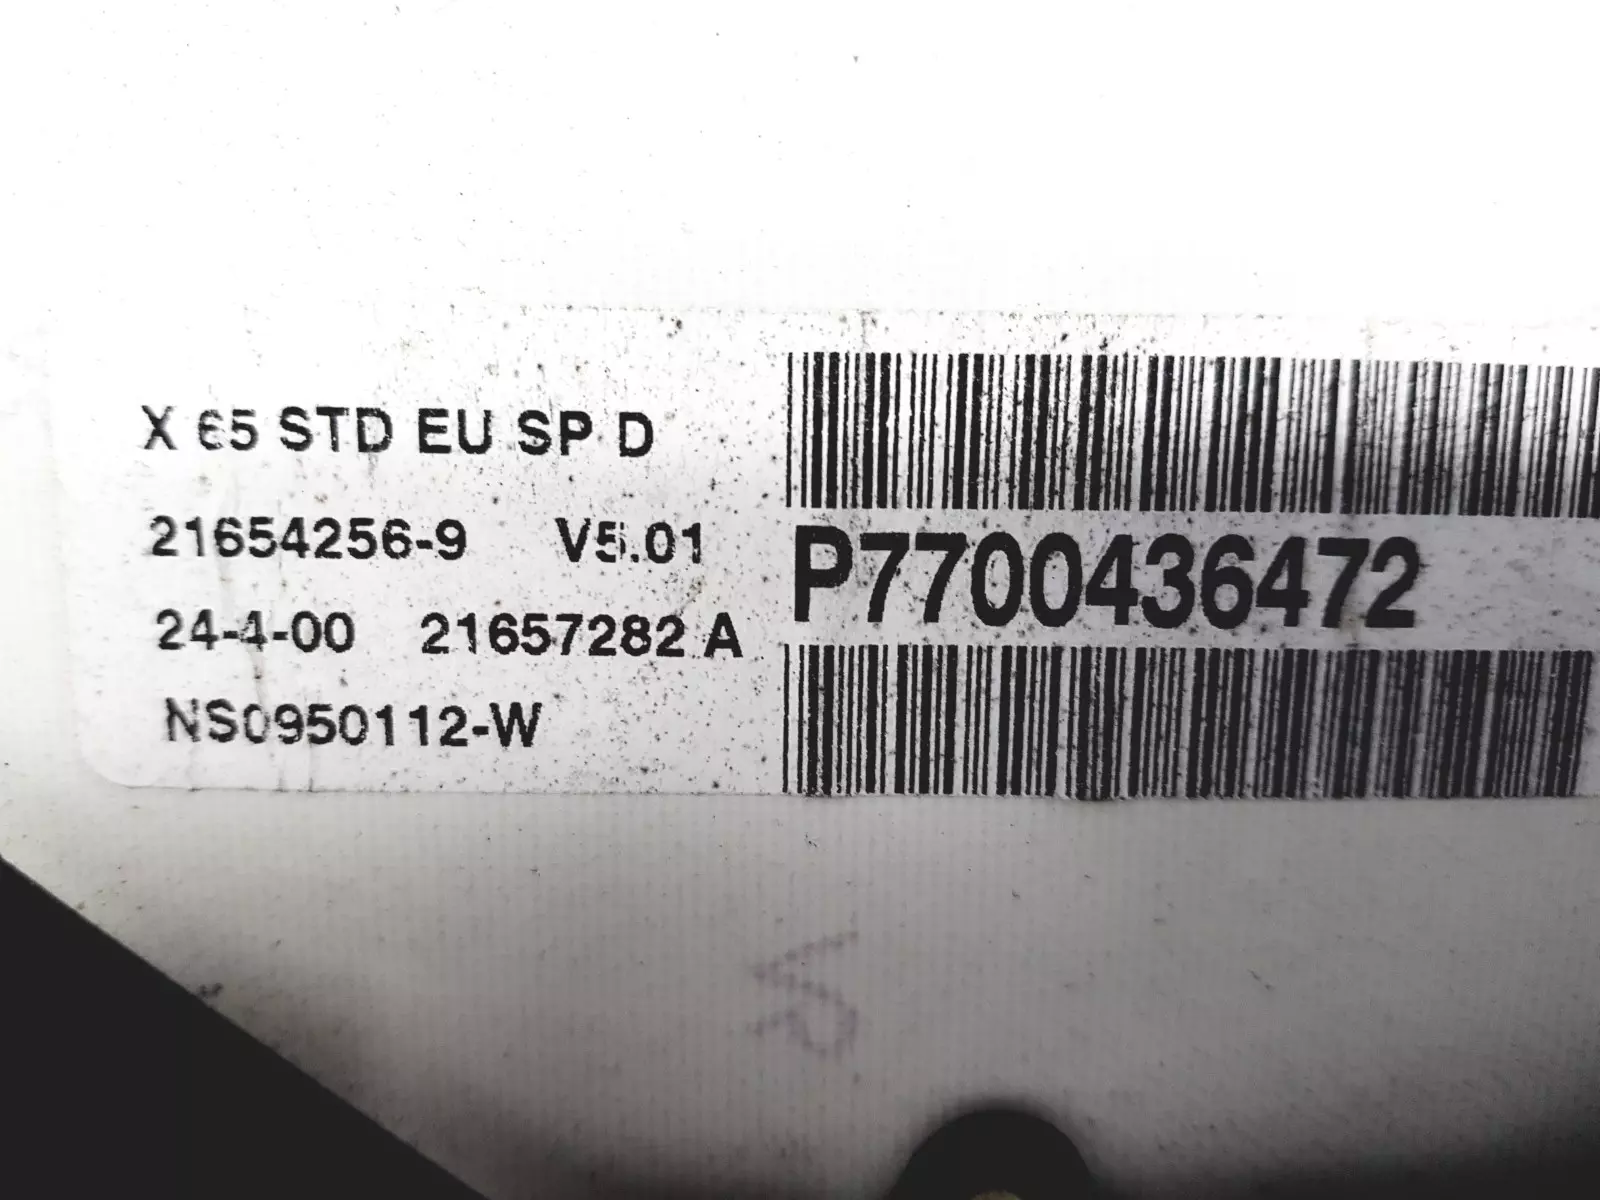 X 65 STD EU SP D
21654256-9 V5.01
24-4-00 21657282 A
NS0950112-W
P7700436472